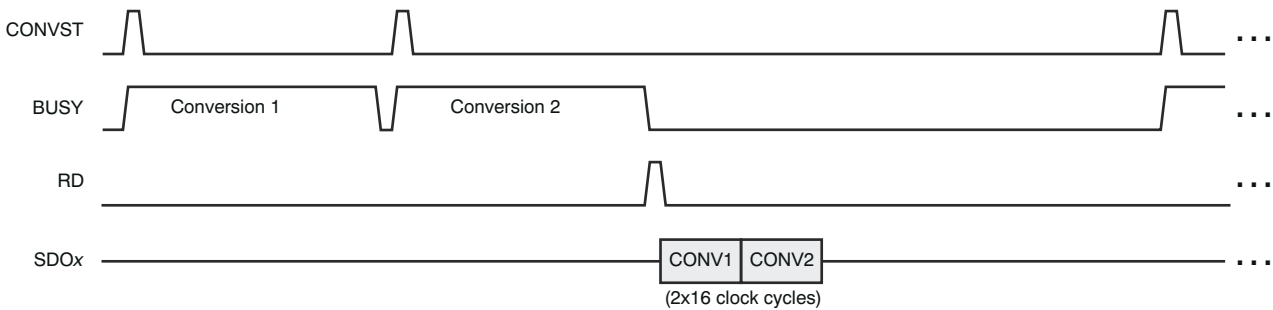 CONVST
...
BUSY
Conversion 1
Conversion 2
...
RD
...
SDOx
CONV1
CONV2
...
(2x16 clock cycles)